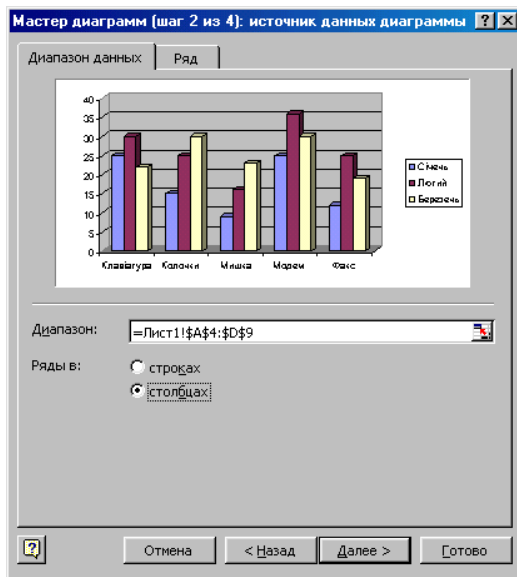 Мастер диаграмм (шаг 2 из 4): источник данных диаграммы
Диапазон данных Ряд
40
35
30
25
20
15
10
5
0
Клавіатура Колонки Мишка Модем Факс
Січень
Лютий
Березень
Диапазон: =Лист1!$A$4:$D$9
Ряды в: строках
столбцах
Отмена < Назад Далее > Готово